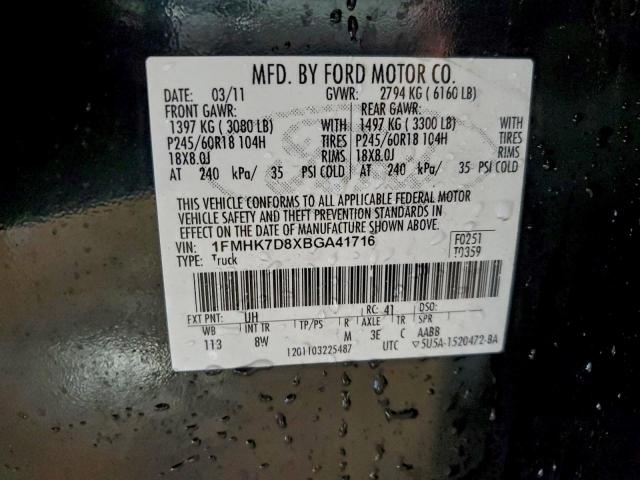 MFD. BY FORD MOTOR CO.
DATE: 03/11 GVWR: 2794 KG ( 6160 LB)
FRONT GAWR: REAR GAWR:
1397 KG ( 3080 LB) WITH 1497 KG ( 3300 LB) WITH
P245/60R18 104H TIRES P245/60R18 104H TIRES
18X8.0J RIMS 18X8.0J RIMS
AT 240 kPa/ 35 PSI COLD AT 240 kPa/ 35 PSI COLD
THIS VEHICLE CONFORMS TO ALL APPLICABLE FEDERAL MOTOR
VEHICLE SAFETY AND THEFT PREVENTION STANDARDS IN
EFFECT ON THE DATE OF MANUFACTURE SHOWN ABOVE.
VIN: 1FMHK7D8XBGA41716 F0251
TYPE: Truck T0359
EXT PNT: UH RC: 41 DSO:
WB INT TR TP/PS R AXLE TR SPR
113 8W M 3E C AABB
1201103225487 UTC ▽5U5A-1520472-BA